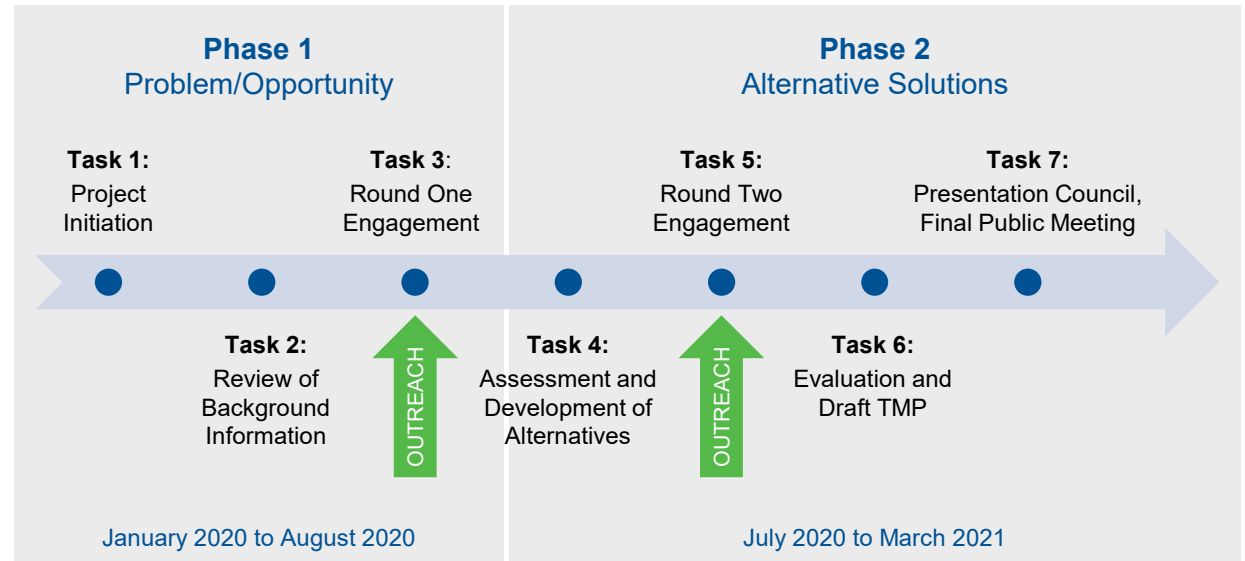 Phase 1
Problem/Opportunity
Task 1:
Project
Initiation
Task 3:
Round One
Engagement
Task 2:
Review of
Background
Information
OUTREACH
January 2020 to August 2020
Phase 2
Alternative Solutions
Task 5:
Round Two
Engagement
Task 7:
Presentation Council,
Final Public Meeting
Task 4:
Assessment and
Development of
Alternatives
OUTREACH
Task 6:
Evaluation and
Draft TMP
July 2020 to March 2021